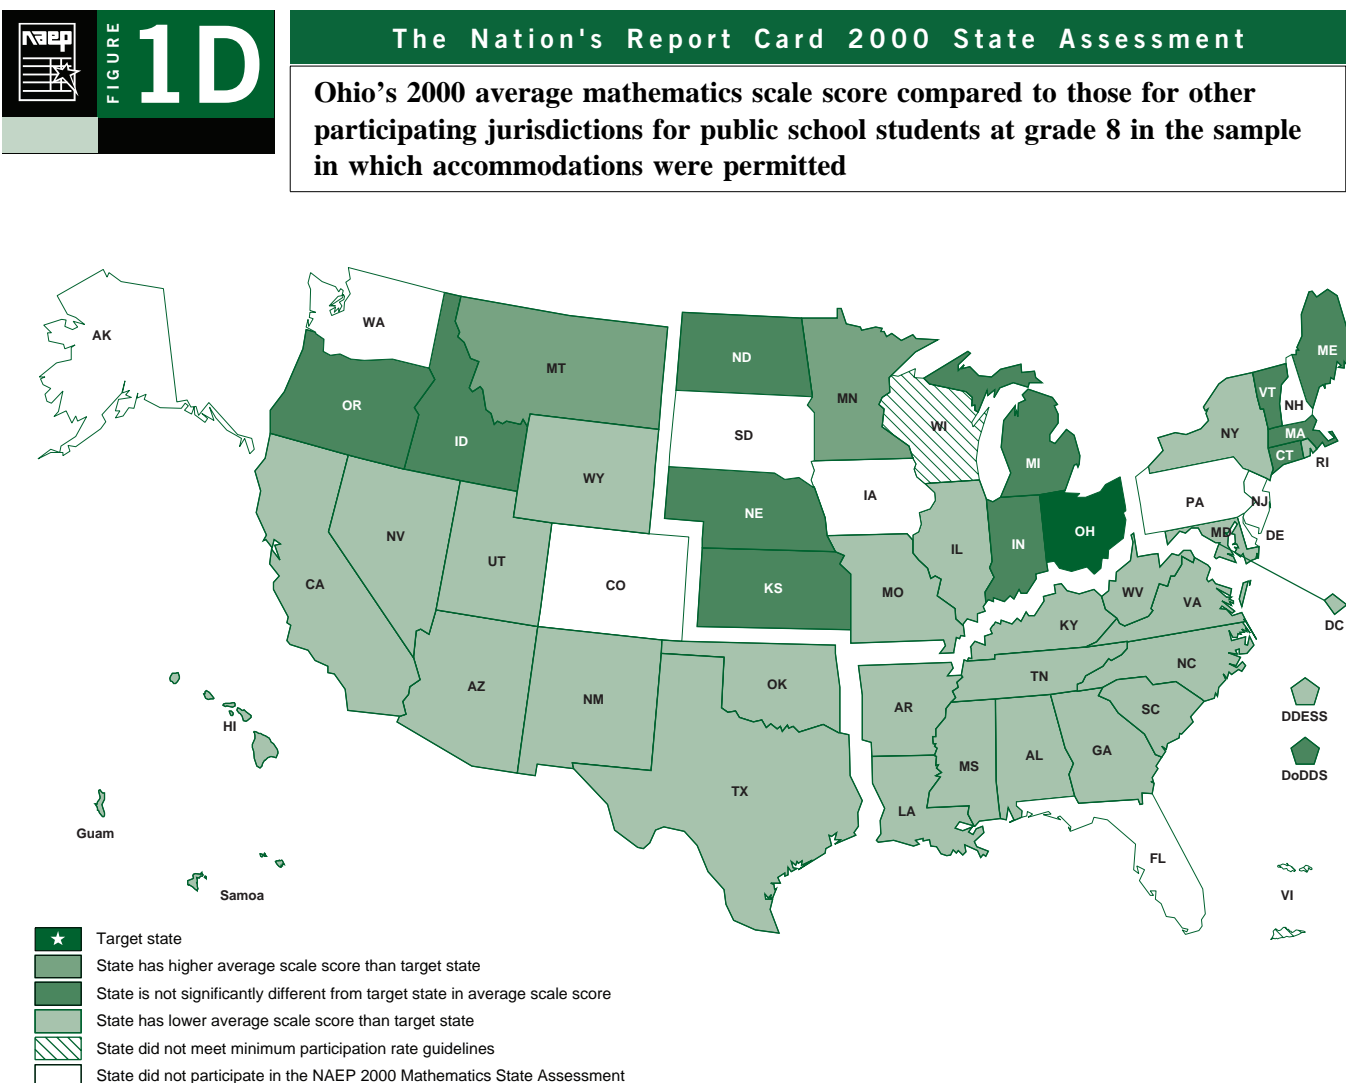 naep
FIGURE
1D
The Nation's Report Card 2000 State Assessment
Ohio’s 2000 average mathematics scale score compared to those for other
participating jurisdictions for public school students at grade 8 in the sample
in which accommodations were permitted
AK
WA
MT
ND
MN
ME
VT
NH
OR
ID
SD
WI
NY
MA
CT
RI
MI
WY
IA
PA
NJ
NE
OH
DE
MD
NV
IL
IN
UT
CA
CO
KS
MO
WV
VA
KY
DC
NC
TN
AZ
OK
NM
AR
SC
HI
DDESS
MS
AL
GA
DoDDS
TX
LA
Guam
FL
Samoa
VI
Target state
State has higher average scale score than target state
State is not significantly different from target state in average scale score
State has lower average scale score than target state
State did not meet minimum participation rate guidelines
State did not participate in the NAEP 2000 Mathematics State Assessment